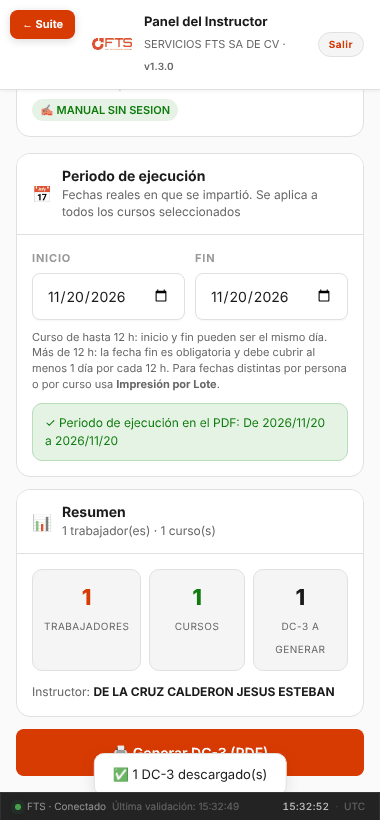 ← Suite
FTS
Panel del Instructor
SERVICIOS FTS SA DE CV ·
v1.3.0
Salir
MANUAL SIN SESION
Periodo de ejecución
Fechas reales en que se impartió. Se aplica a
todos los cursos seleccionados
INICIO
FIN
11/20/2026
11/20/2026
Curso de hasta 12 h: inicio y fin pueden ser el mismo día.
Más de 12 h: la fecha fin es obligatoria y debe cubrir al
menos 1 día por cada 12 h. Para fechas distintas por persona
o por curso usa Impresión por Lote.
✓ Periodo de ejecución en el PDF: De 2026/11/20
a 2026/11/20
Resumen
1 trabajador(es) · 1 curso(s)
1
TRABAJADORES
1
CURSOS
1
DC-3 A
GENERAR
Instructor: DE LA CRUZ CALDERON JESUS ESTEBAN
Generar DC-3 (PDF)
✅ 1 DC-3 descargado(s)
FTS · Conectado Última validación: 15:32:49
15:32:52 · UTC